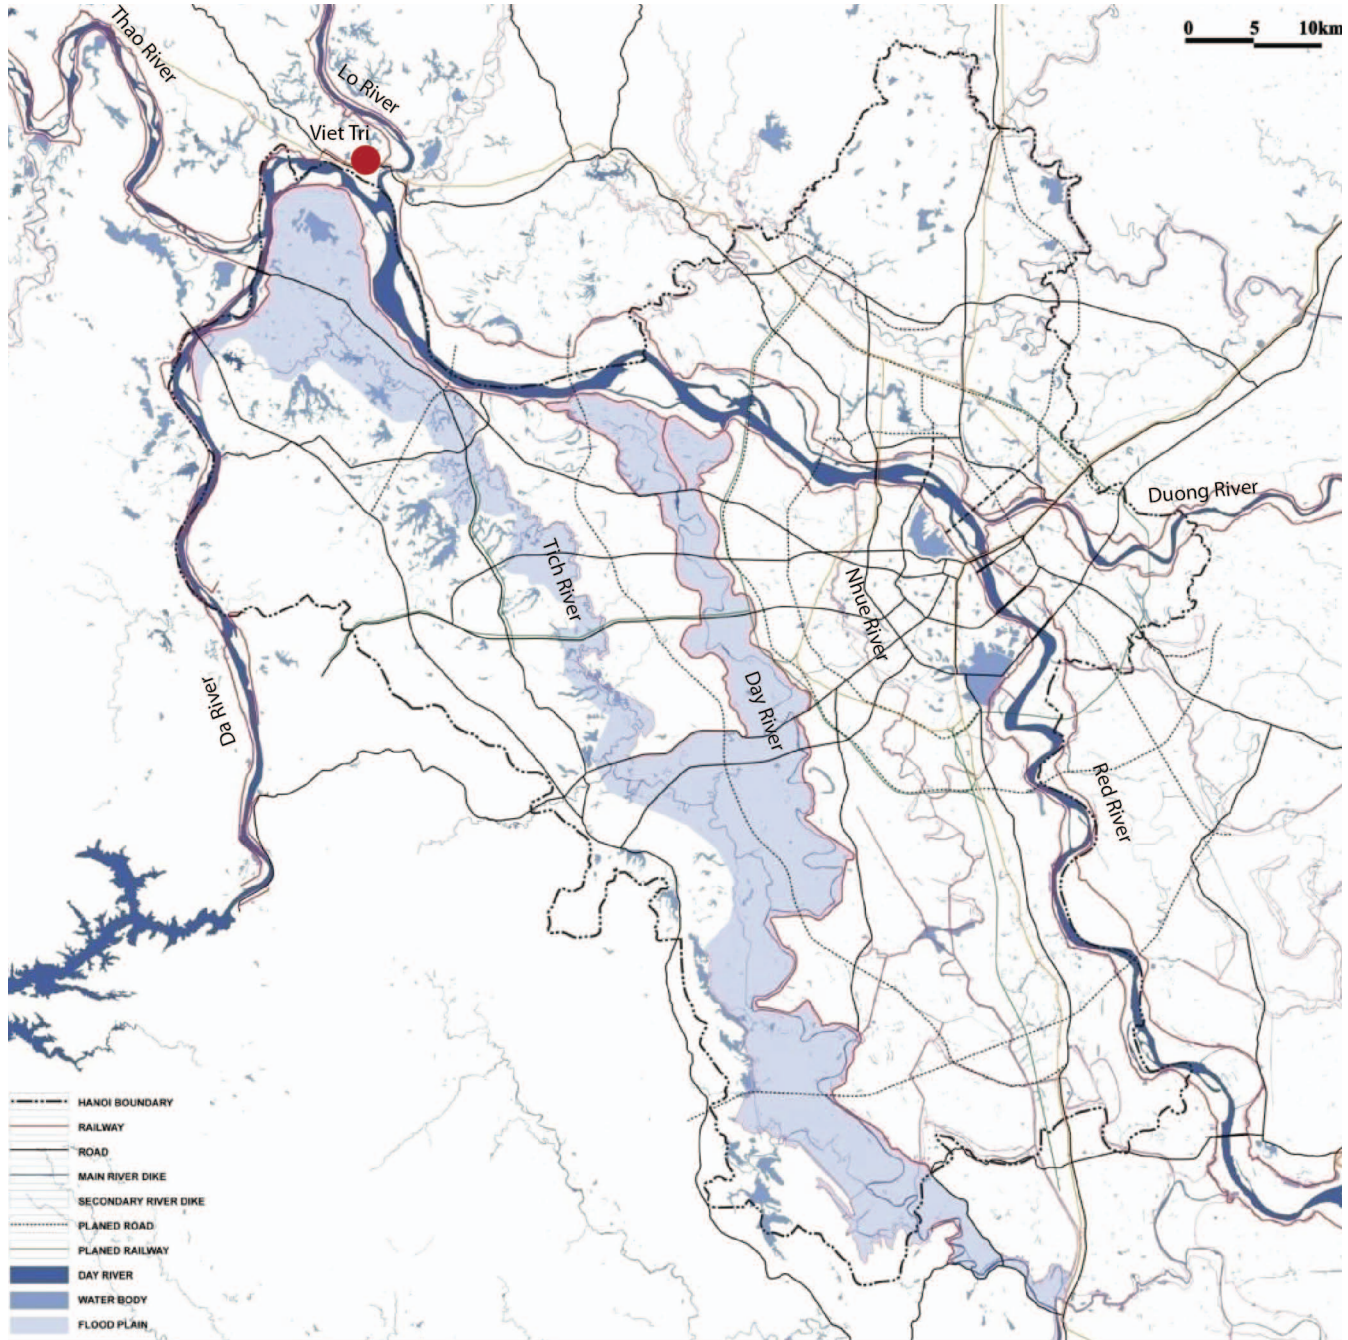 Thao River
Lo River
Viet Tri
0 5 10km
Duong River
Tich River
Nhue River
Day River
Da River
Red River
HANOI BOUNDARY
RAILWAY
ROAD
MAIN RIVER DIKE
SECONDARY RIVER DIKE
PLANED ROAD
PLANED RAILWAY
DAY RIVER
WATER BODY
FLOOD PLAIN